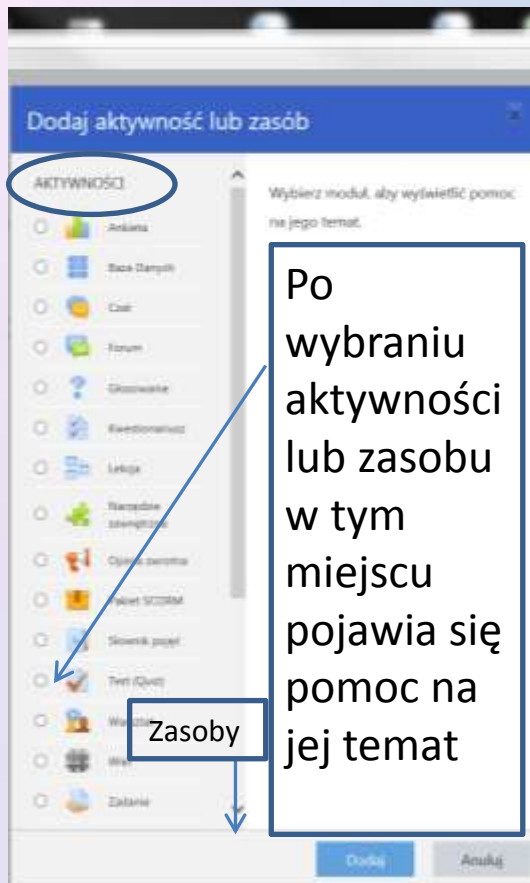 Dodaj aktywność lub zasób
AKTYWNOŚCI
Wybierz moduł, aby wyświetlić pomoc
na jego temat.
Ankieta
Baza Danych
Czat
Forum
Głosowanie
Kwestionariusz
Lekcja
Narzędzie
zewnętrzne
Opinia zwrotna
Pakiet SCORM
Słownik pojęć
Test (Quiz)
Warsztaty
Wiki
Zadanie
Po
wybraniu
aktywności
lub zasobu
w tym
miejscu
pojawia się
pomoc na
jej temat
Zasoby
Dodaj
Anuluj